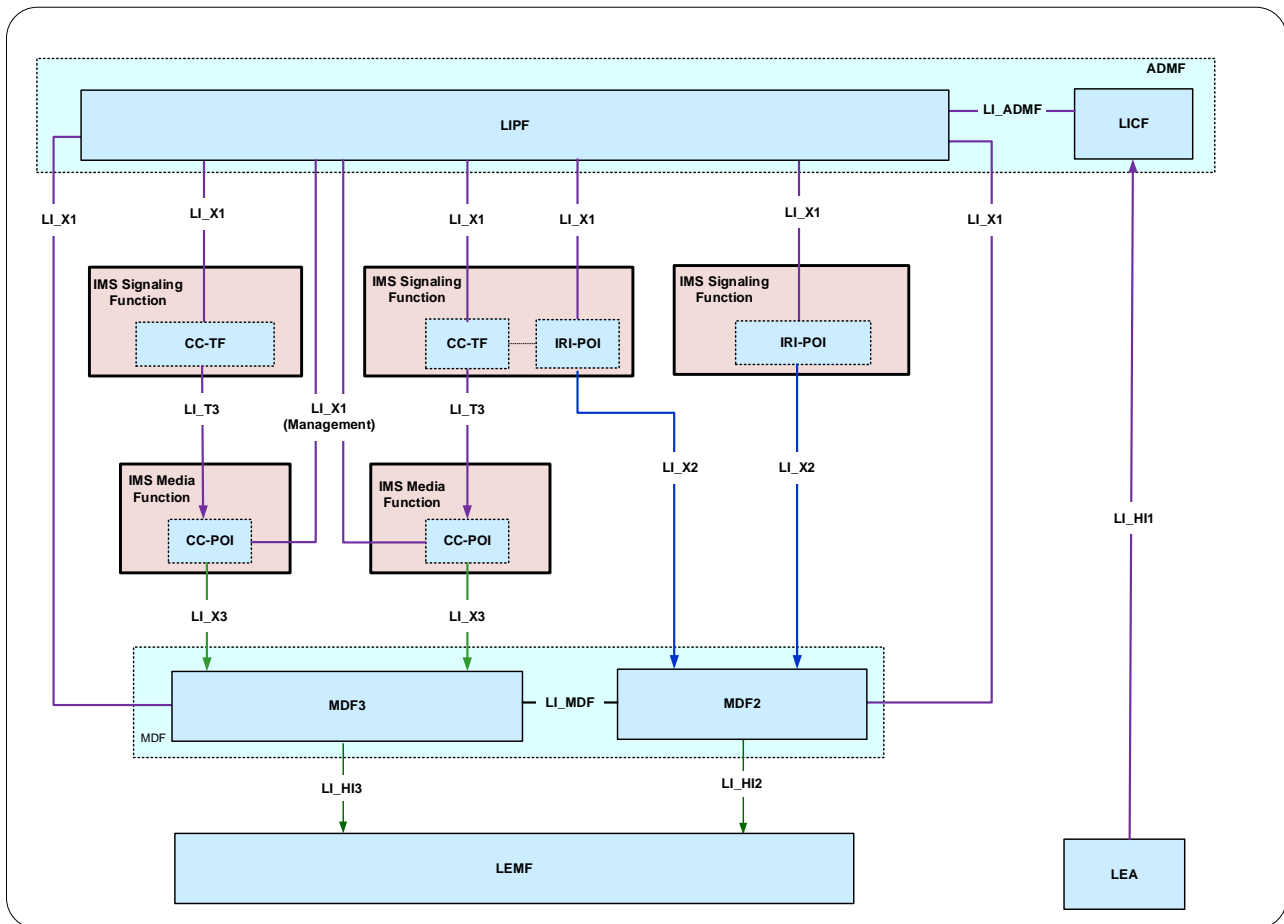 ADMF
LIPF
LI_ADMF
LICF
LI_X1
LI_X1
LI_X1
LI_X1
LI_X1
LI_X1
IMS Signaling
Function
CC-TF
IMS Signaling
Function
CC-TF
IRI-POI
IMS Signaling
Function
IRI-POI
LI_T3
LI_X1
(Management)
LI_T3
LI_X2
LI_X2
LI_HI1
IMS Media
Function
CC-POI
IMS Media
Function
CC-POI
LI_X3
LI_X3
MDF3
LI_MDF
MDF2
MDF
LI_HI3
LI_HI2
LEMF
LEA